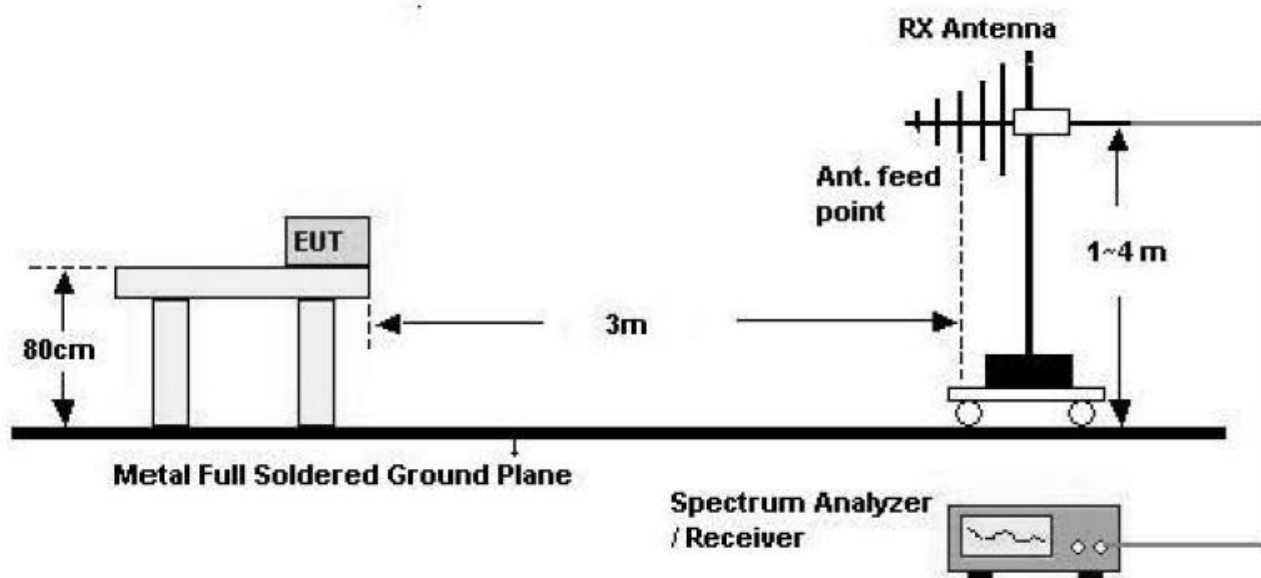 RX Antenna
Ant. feed
point
EUT
1~4 m
3m
80cm
Metal Full Soldered Ground Plane
Spectrum Analyzer
/ Receiver